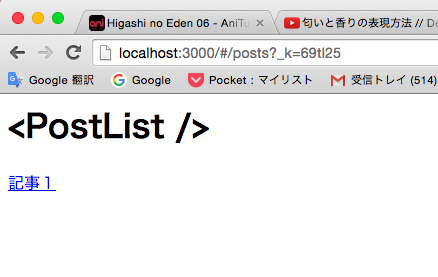 Higashi no Eden 06 - AniTu
匂いと香りの表現方法 // Do
localhost:3000/#/posts?_k=69tl25
Google 翻訳 Google Pocket : マイリスト 受信トレイ (514)
<PostList />
記事１